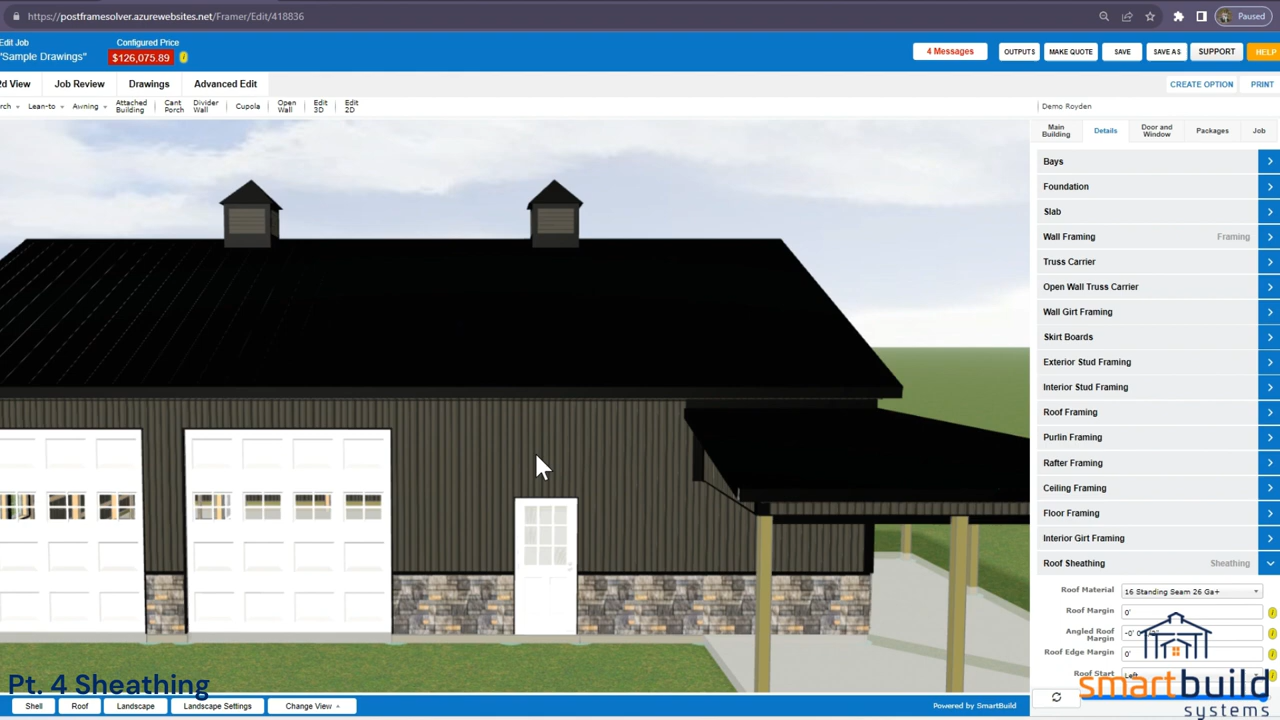 https://postframesolver.azurewebsites.net/Framer/Edit/418836
Paused
Edit Job
"Sample Drawings"
Configured Price
$126,075.89
4 Messages
OUTPUTS
MAKE QUOTE
SAVE
SAVE AS
SUPPORT
HELP
d View
Job Review
Drawings
Advanced Edit
CREATE OPTION
PRINT
rch
Lean-to
Awning
Attached
Building
Cant
Porch
Divider
Wall
Cupola
Open
Wall
Edit
3D
Edit
2D
Demo Royden
Main
Building
Details
Door and
Window
Packages
Job
Bays
Foundation
Slab
Wall Framing Framing
Truss Carrier
Open Wall Truss Carrier
Wall Girt Framing
Skirt Boards
Exterior Stud Framing
Interior Stud Framing
Roof Framing
Purlin Framing
Rafter Framing
Ceiling Framing
Floor Framing
Interior Girt Framing
Roof Sheathing Sheathing
Roof Material 16 Standing Seam 26 Ga+
Roof Margin 0'
Angled Roof
Margin
Roof Edge Margin 0'
Roof Start Left
smartbuild
systems
Pt. 4 Sheathing
Shell
Roof
Landscape
Landscape Settings
Change View
Powered by SmartBuild